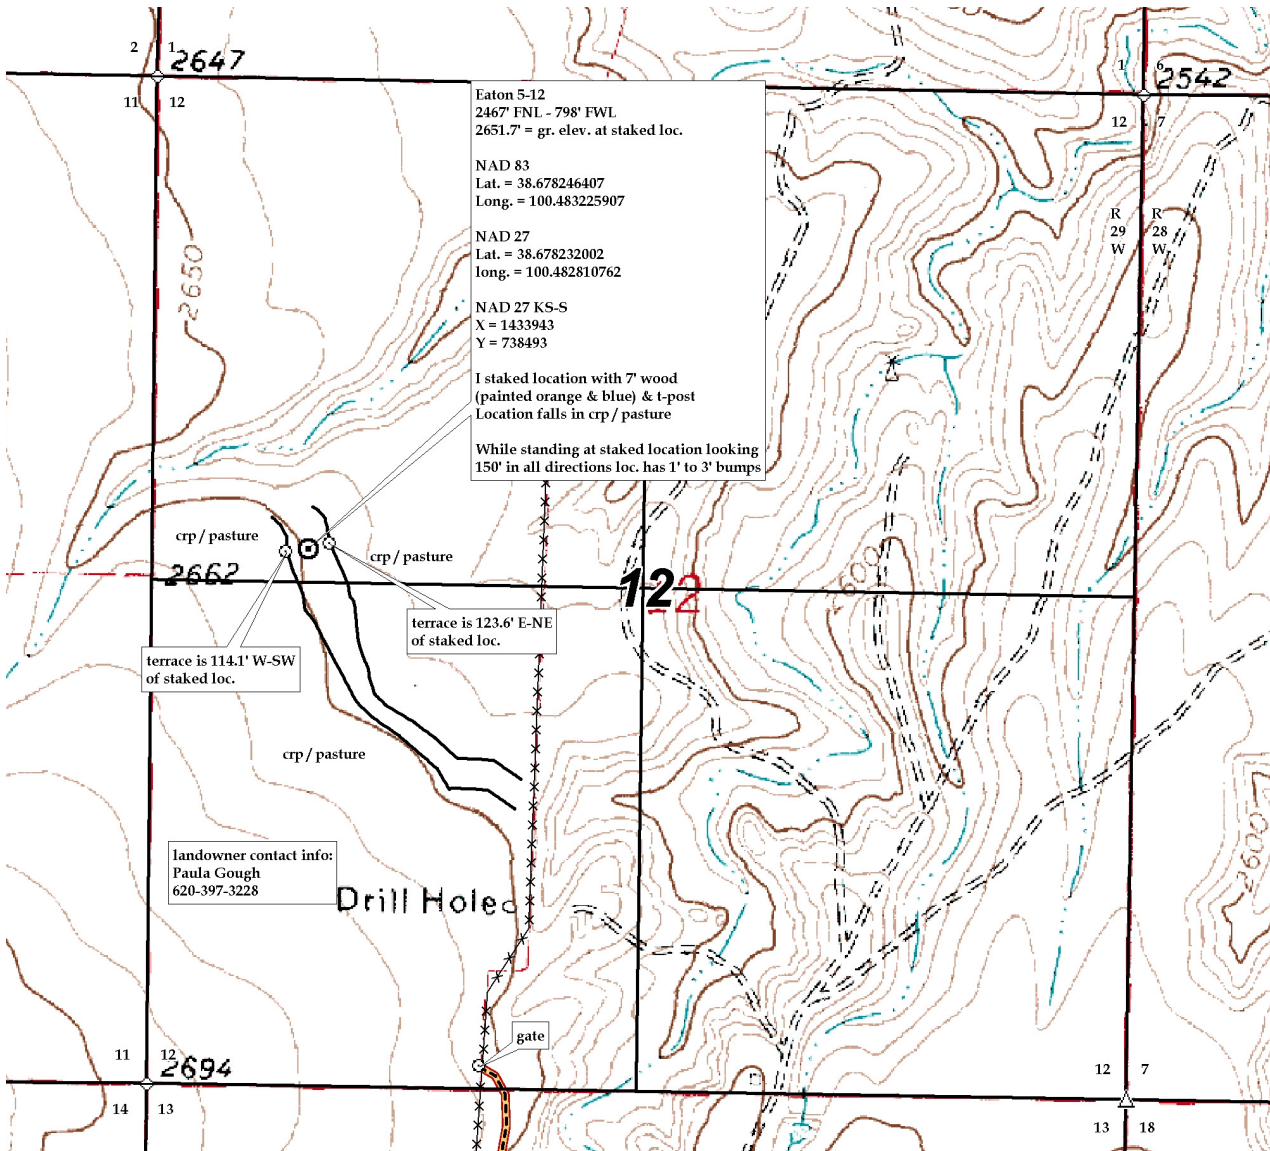 2 1
2647
11 12
1 6
2542
12 7
Eaton 5-12
2467' FNL - 798' FWL
2651.7' = gr. elev. at staked loc.
NAD 83
Lat. = 38.678246407
Long. = 100.483225907
NAD 27
Lat. = 38.678232002
long. = 100.482810762
NAD 27 KS-S
X = 1433943
Y = 738493
I staked location with 7' wood
(painted orange & blue) & t-post
Location falls in crp / pasture
While standing at staked location looking
150' in all directions loc. has 1' to 3' bumps
R R
29 28
W W
2650
crp / pasture
crp / pasture
2662
12
12
2600
terrace is 123.6' E-NE
of staked loc.
terrace is 114.1' W-SW
of staked loc.
crp / pasture
landowner contact info:
Paula Gough
620-397-3228
Drill Hole
2600
gate
11 12
2694
14 13
12 7
13 18